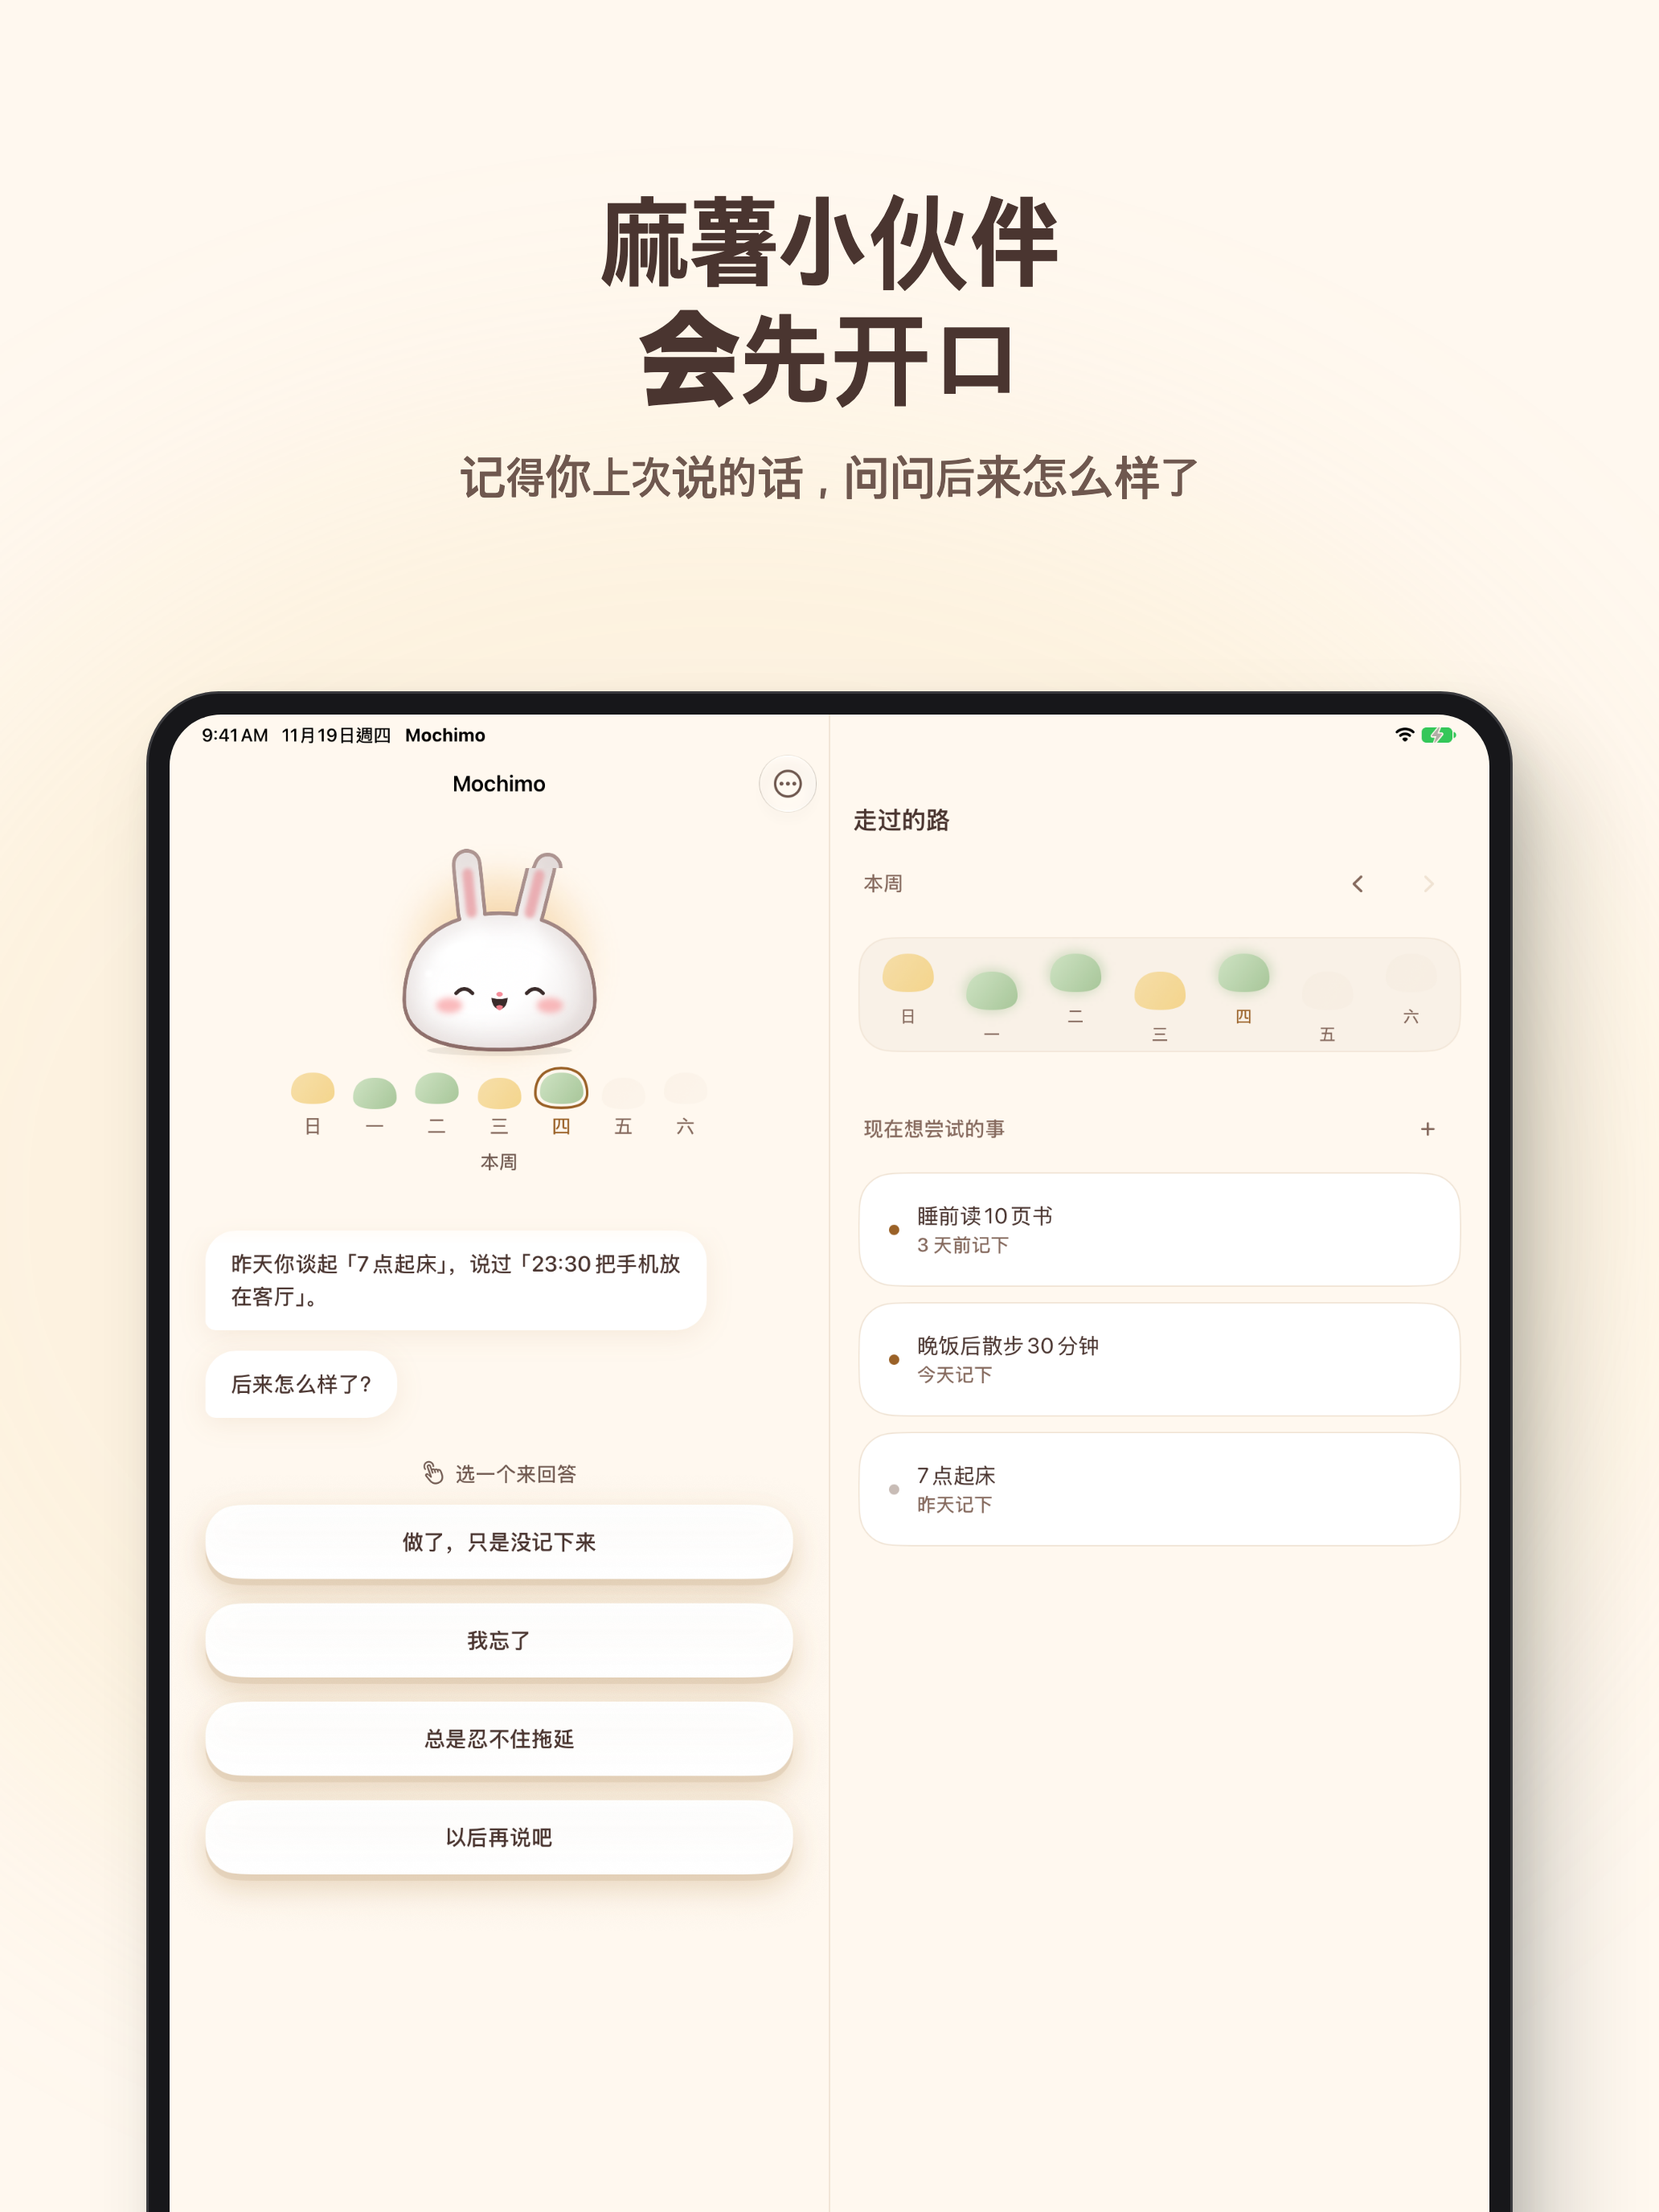 麻薯小伙伴
会先开口
记得你上次说的话，问问后来怎么样了
9:41 AM 11月19日週四 Mochimo
Mochimo
日 一 二 三 四 五 六
本周
昨天你谈起「7点起床」，说过「23:30 把手机放
在客厅」。
后来怎么样了？
选一个来回答
做了，只是没记下来
我忘了
总是忍不住拖延
以后再说吧
走过的路
本周
日 一 二 三 四 五 六
现在想尝试的事
睡前读 10 页书
3 天前记下
晚饭后散步 30 分钟
今天记下
7 点起床
昨天记下